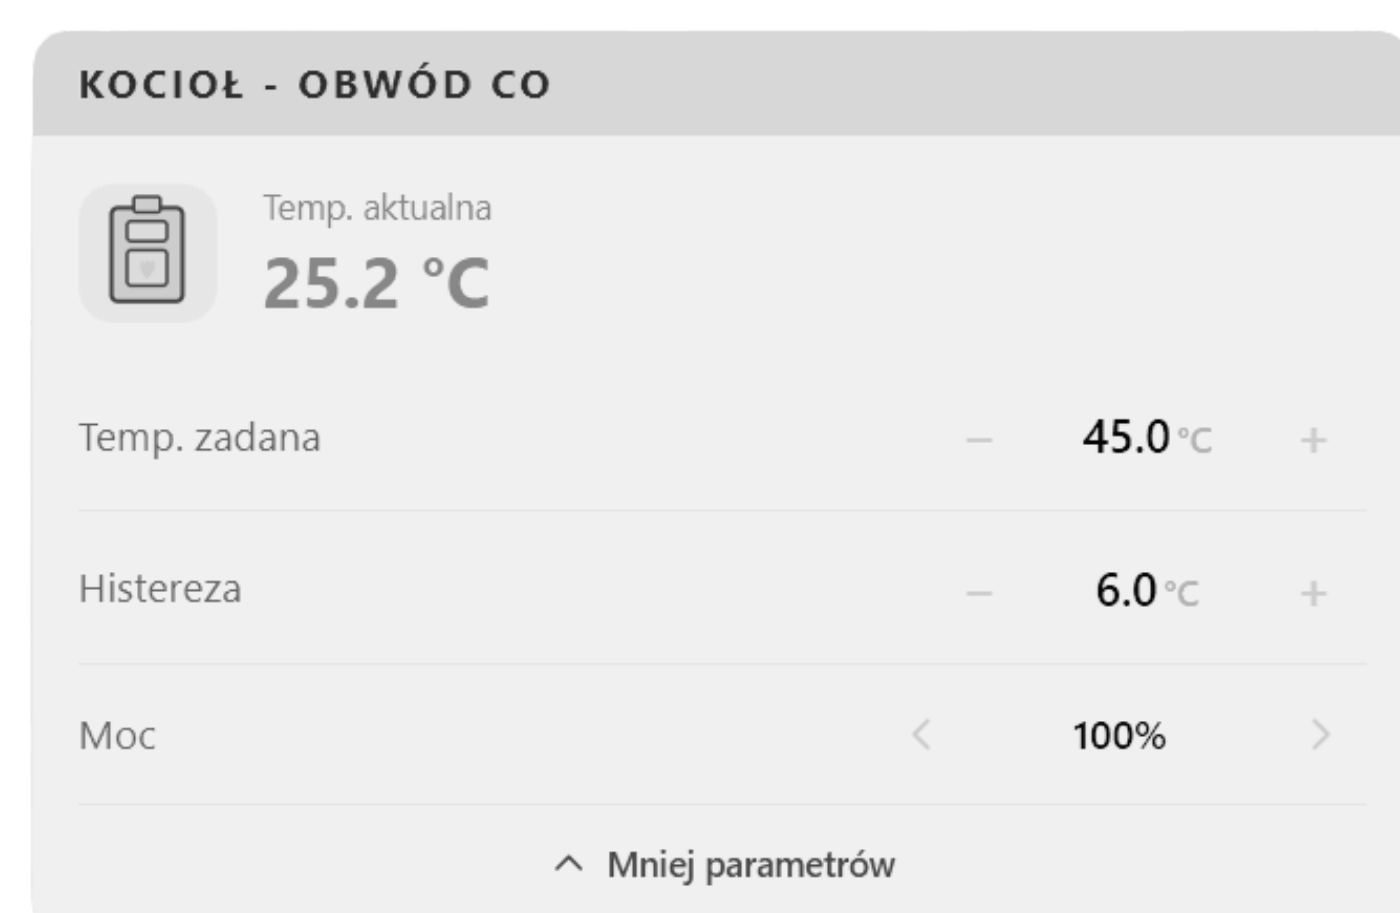 KOCIOŁ - OBWÓD CO
Temp. aktualna
25.2 °C
Temp. zadana − 45.0 °C +
Histereza − 6.0 °C +
Moc < 100% >
Mniej parametrów